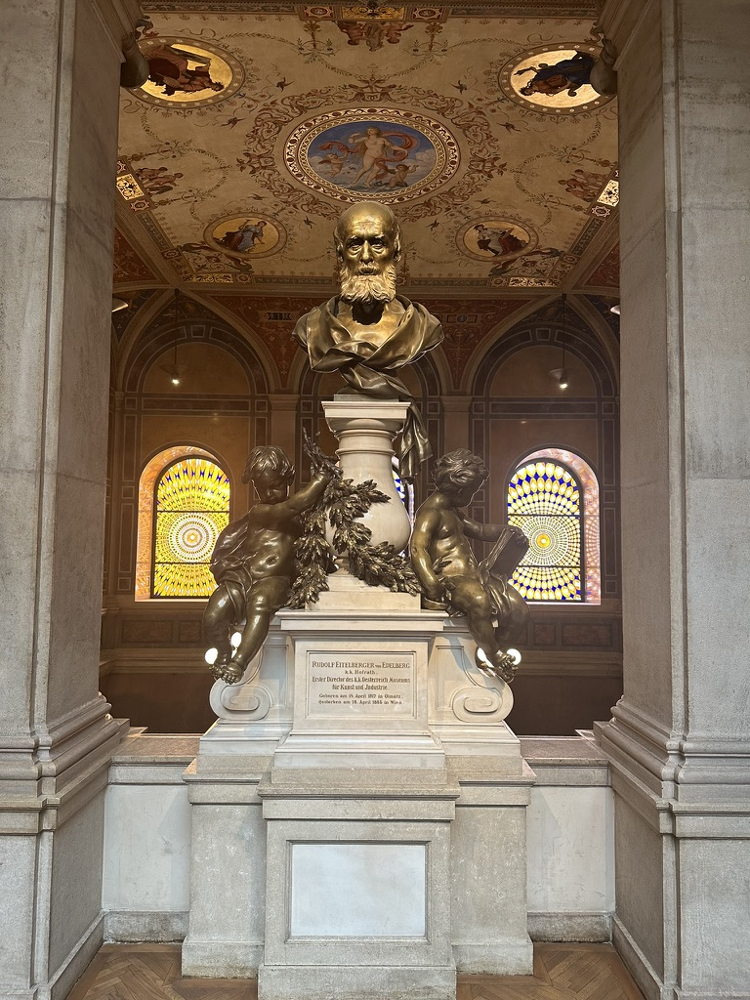 RUDOLF EITELBERGER von EDELBERG
k.k. Hofrath,
Erster Director des k.k. Oesterreich. Museums
für Kunst und Industrie.
Geboren am 14. April 1817 in Olmütz,
Gestorben am 18. April 1885 in Wien.